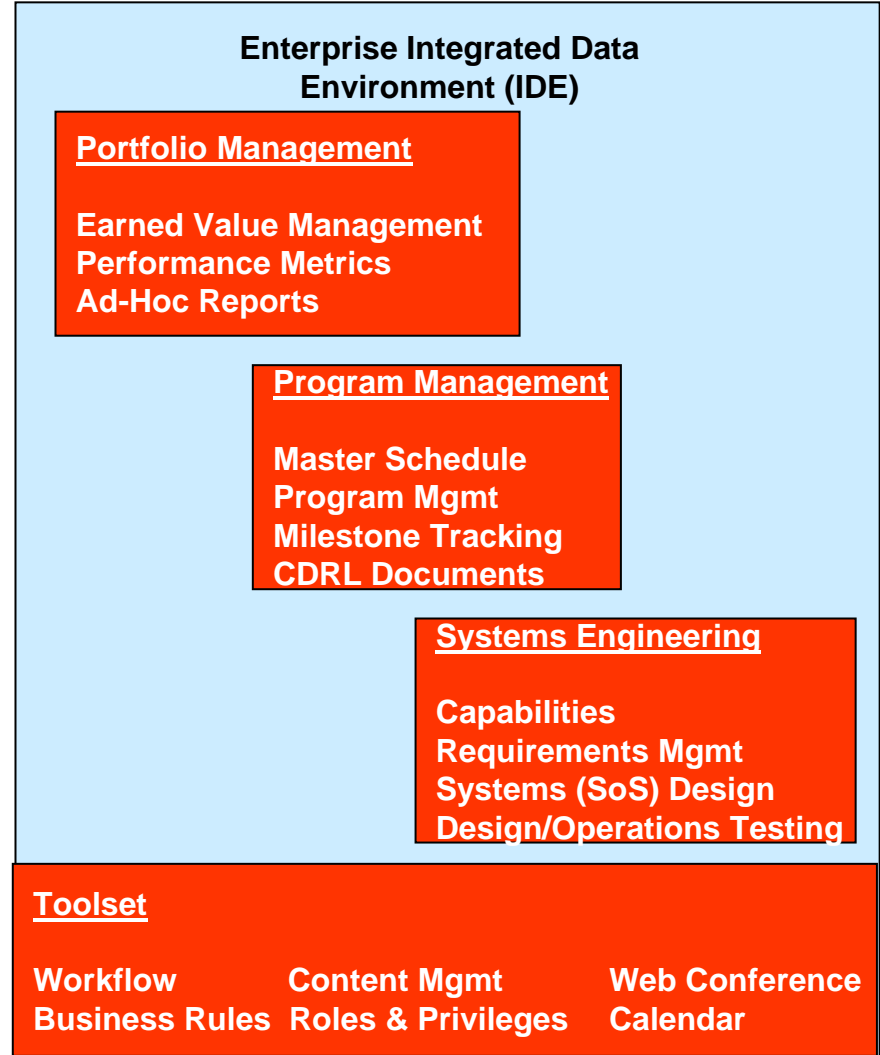 Enterprise Integrated Data
Environment (IDE)
Portfolio Management
Earned Value Management
Performance Metrics
Ad-Hoc Reports
Program Management
Master Schedule
Program Mgmt
Milestone Tracking
CDRL Documents
Systems Engineering
Capabilities
Requirements Mgmt
Systems (SoS) Design
Design/Operations Testing
Toolset
Workflow Content Mgmt Web Conference
Business Rules Roles & Privileges Calendar